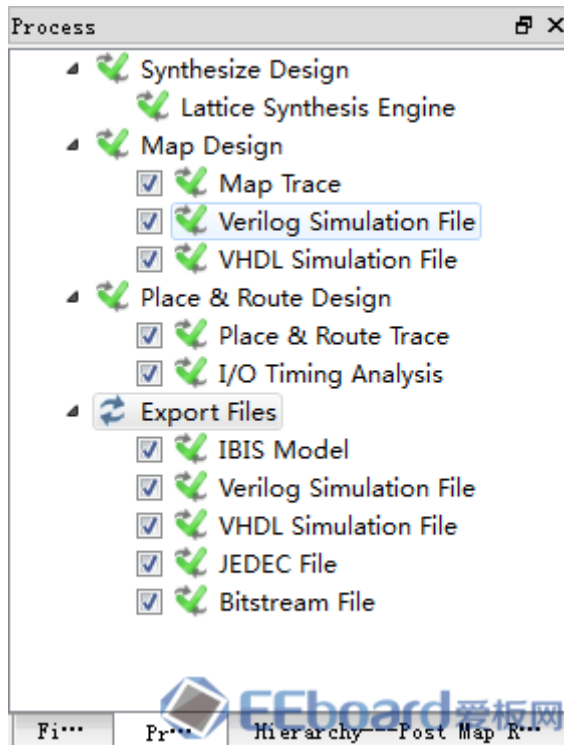 Process
Synthesize Design
Lattice Synthesis Engine
Map Design
Map Trace
Verilog Simulation File
VHDL Simulation File
Place & Route Design
Place & Route Trace
I/O Timing Analysis
Export Files
IBIS Model
Verilog Simulation File
VHDL Simulation File
JEDEC File
Bitstream File
EEboard爱板网
Fi… Pr… Hierarchy---Post Map R…